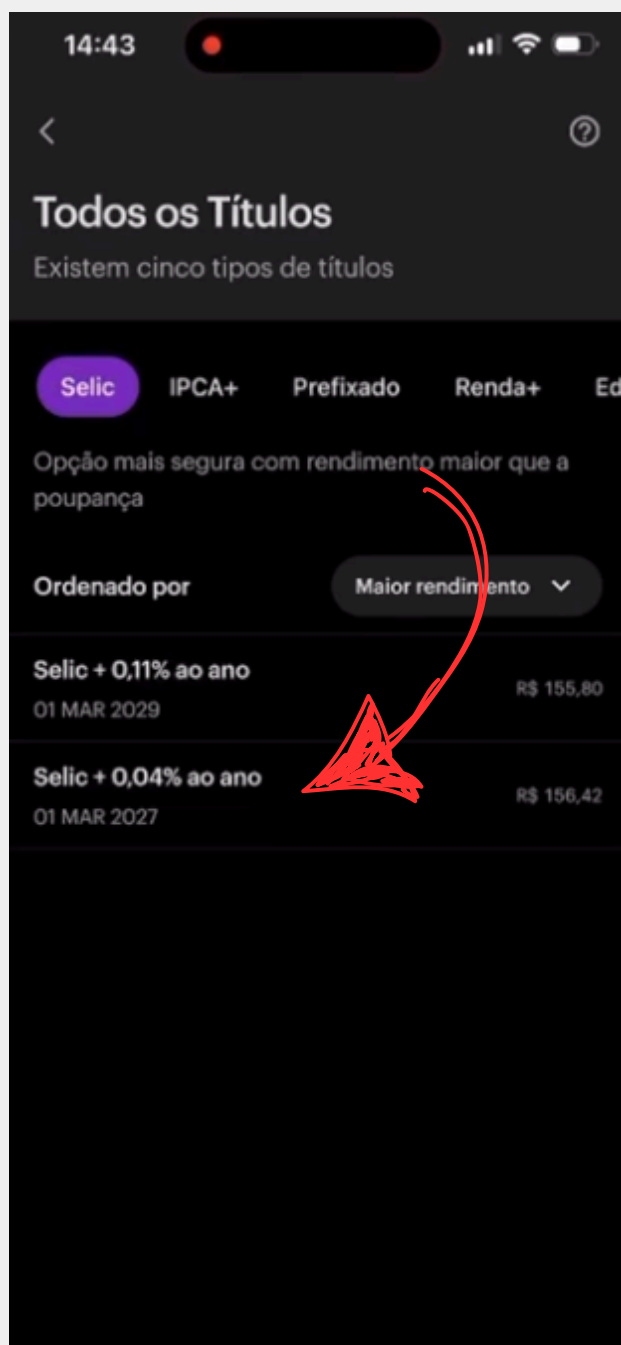 14:43
Todos os Títulos
Existem cinco tipos de títulos
Selic IPCA+ Prefixado Renda+ Ed
Opção mais segura com rendimento maior que a
poupança
Ordenado por Maior rendimento
Selic + 0,11% ao ano
R$ 155,80
01 MAR 2029
Selic + 0,04% ao ano
R$ 156,42
01 MAR 2027